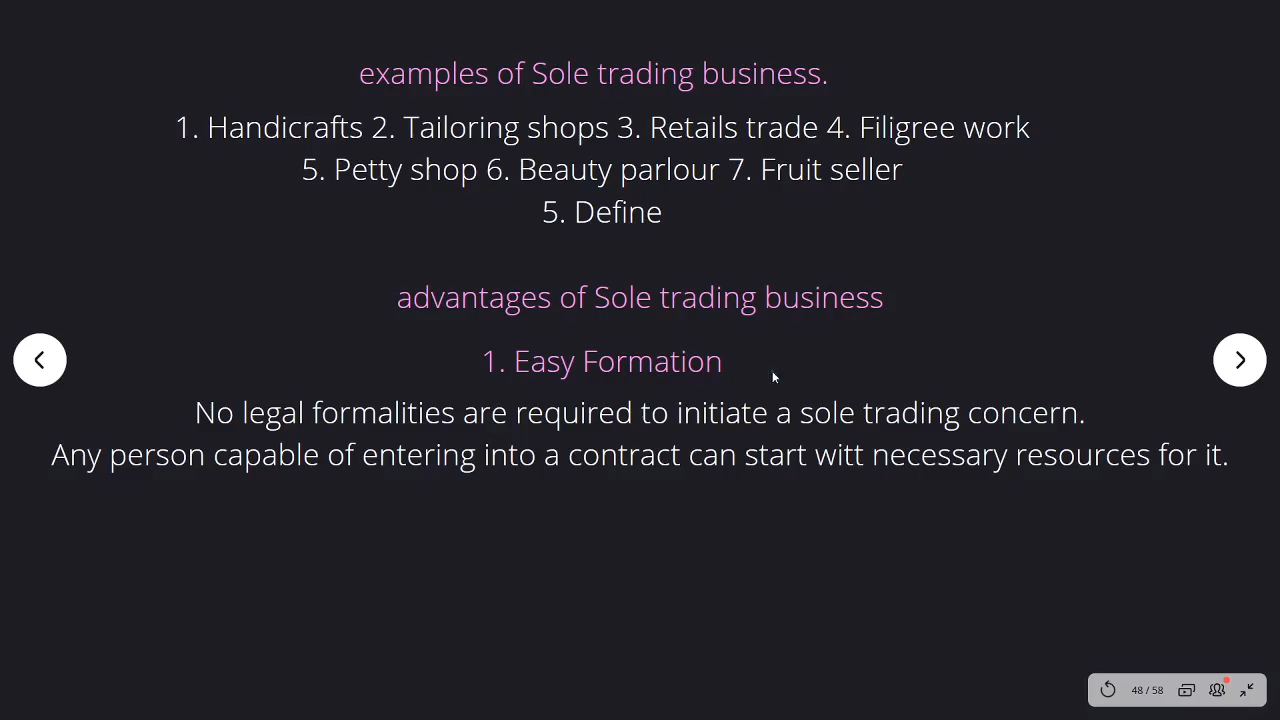 examples of Sole trading business.
1. Handicrafts 2. Tailoring shops 3. Retails trade 4. Filigree work
5. Petty shop 6. Beauty parlour 7. Fruit seller
5. Define
advantages of Sole trading business
1. Easy Formation
No legal formalities are required to initiate a sole trading concern.
Any person capable of entering into a contract can start witt necessary resources for it.
48 / 58